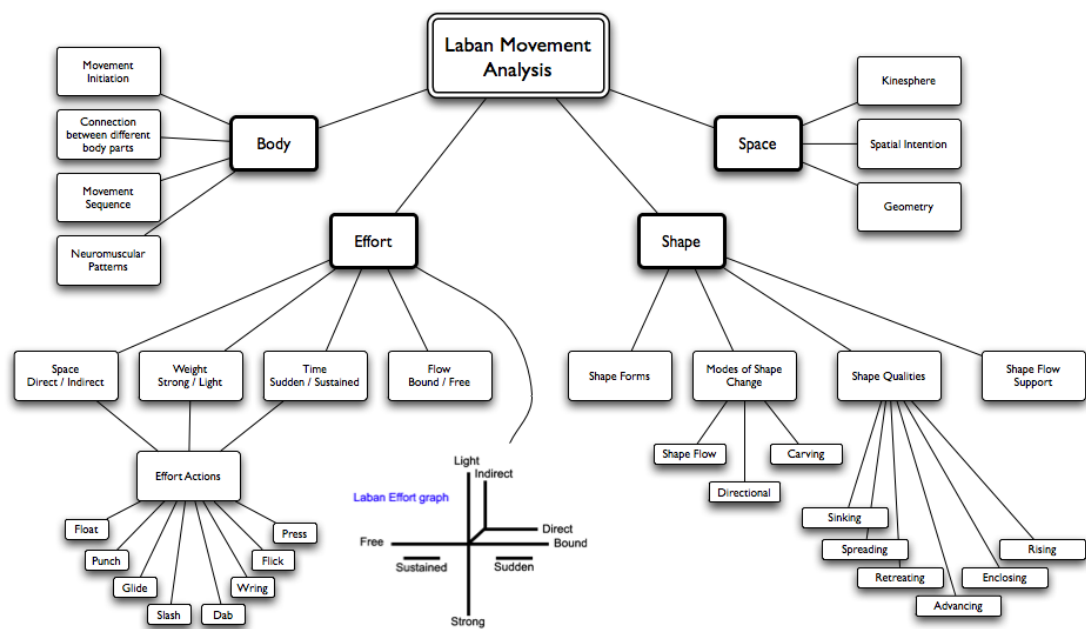 Laban Movement
Analysis
Movement
Initiation
Connection
between different
body parts
Movement
Sequence
Neuromuscular
Patterns
Body
Space
Kinesphere
Spatial Intention
Geometry
Effort
Shape
Space
Direct / Indirect
Weight
Strong / Light
Time
Sudden / Sustained
Flow
Bound / Free
Shape Forms
Modes of Shape
Change
Shape Qualities
Shape Flow
Support
Effort Actions
Float
Punch
Glide
Slash
Dab
Wring
Flick
Press
Laban Effort graph
Light
Indirect
Direct
Free
Bound
Sustained
Sudden
Strong
Shape Flow
Directional
Carving
Sinking
Spreading
Retreating
Advancing
Enclosing
Rising